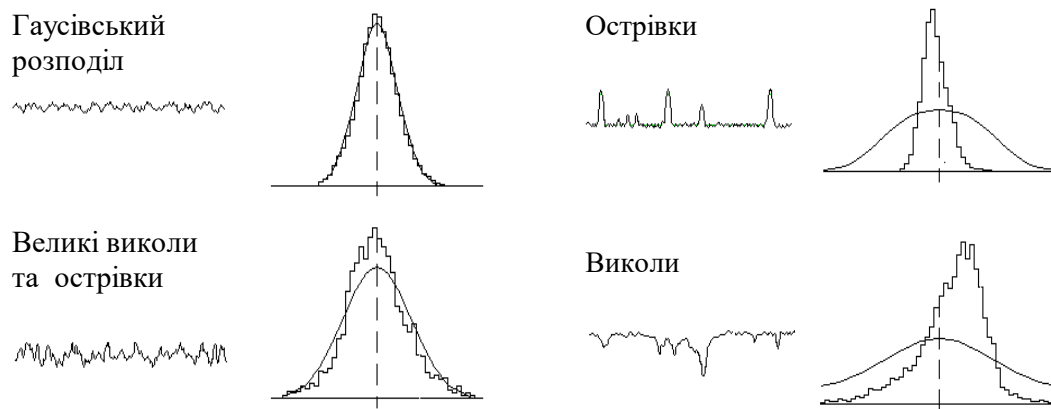 Гаусівський
розподіл
Острівки
Великі виколи
та острівки
Виколи